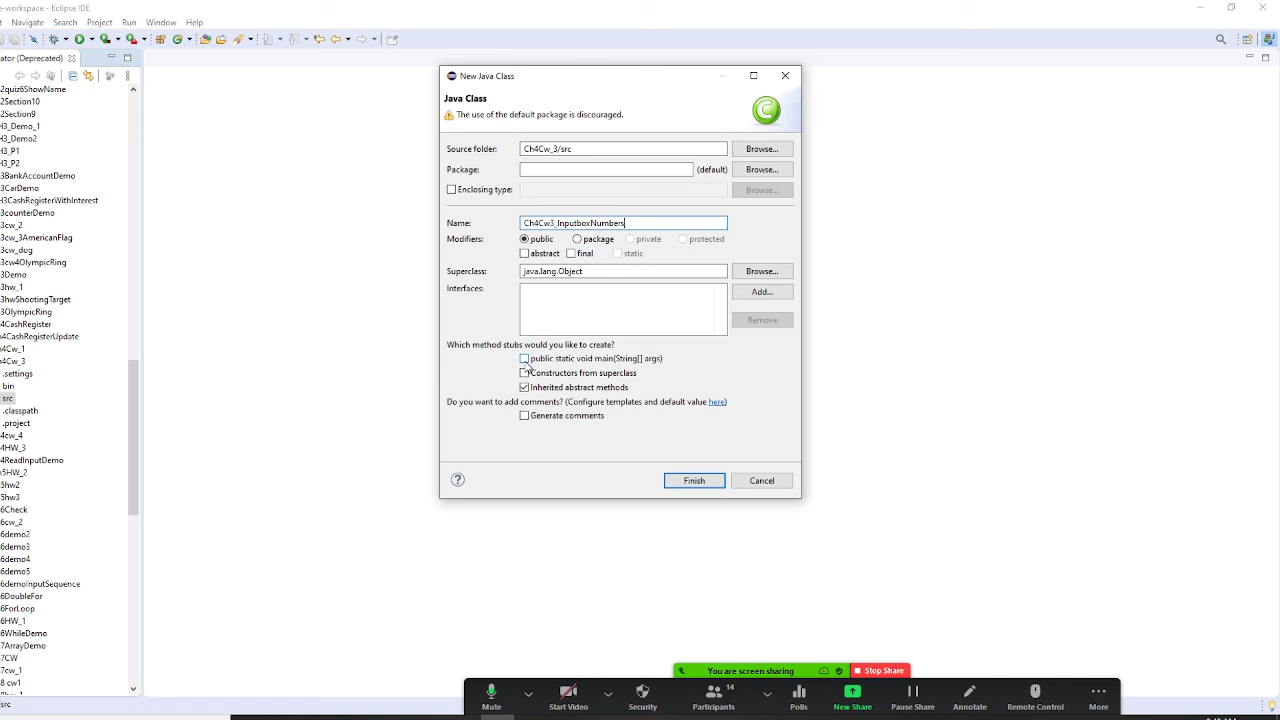 e-workspace - Eclipse IDE
Navigate Search Project Run Window Help
ator (Deprecated)
2quiz6ShowName
2Section10
2Section9
H3_Demo_1
H3_Demo2
H3_P1
H3_P2
3BankAccountDemo
3CarDemo
H3CashRegisterWithInterest
3counterDemo
3cw_2
3cw_3AmericanFlag
3cw_dog
3cw4OlympicRing
3Demo
3hw_1
3hwShootingTarget
3OlympicRing
4CashRegister
4CashRegisterUpdate
4Cw_1
4Cw_3
.settings
bin
src
.classpath
.project
4cw_4
4HW_3
4ReadInputDemo
5HW_2
5Hw2
5Hw3
6Check
6cw_2
6demo2
6demo3
6demo4
6demo5
6demoInputSequence
6DoubleFor
6ForLoop
6HW_1
6WhileDemo
7ArrayDemo
7CW
7cw_1
8 cw1
src
New Java Class
Java Class
The use of the default package is discouraged.
Source folder: Ch4Cw_3/src Browse...
Package: (default) Browse...
Enclosing type: Browse...
Name: Ch4Cw3_InputboxNumbers
Modifiers: public package private protected
abstract final static
Superclass: java.lang.Object Browse...
Interfaces: Add...
Remove
Which method stubs would you like to create?
public static void main(String[] args)
Constructors from superclass
Inherited abstract methods
Do you want to add comments? (Configure templates and default value here)
Generate comments
? Finish Cancel
You are screen sharing Stop Share
14
Mute Start Video Security Participants Polls New Share Pause Share Annotate Remote Control More